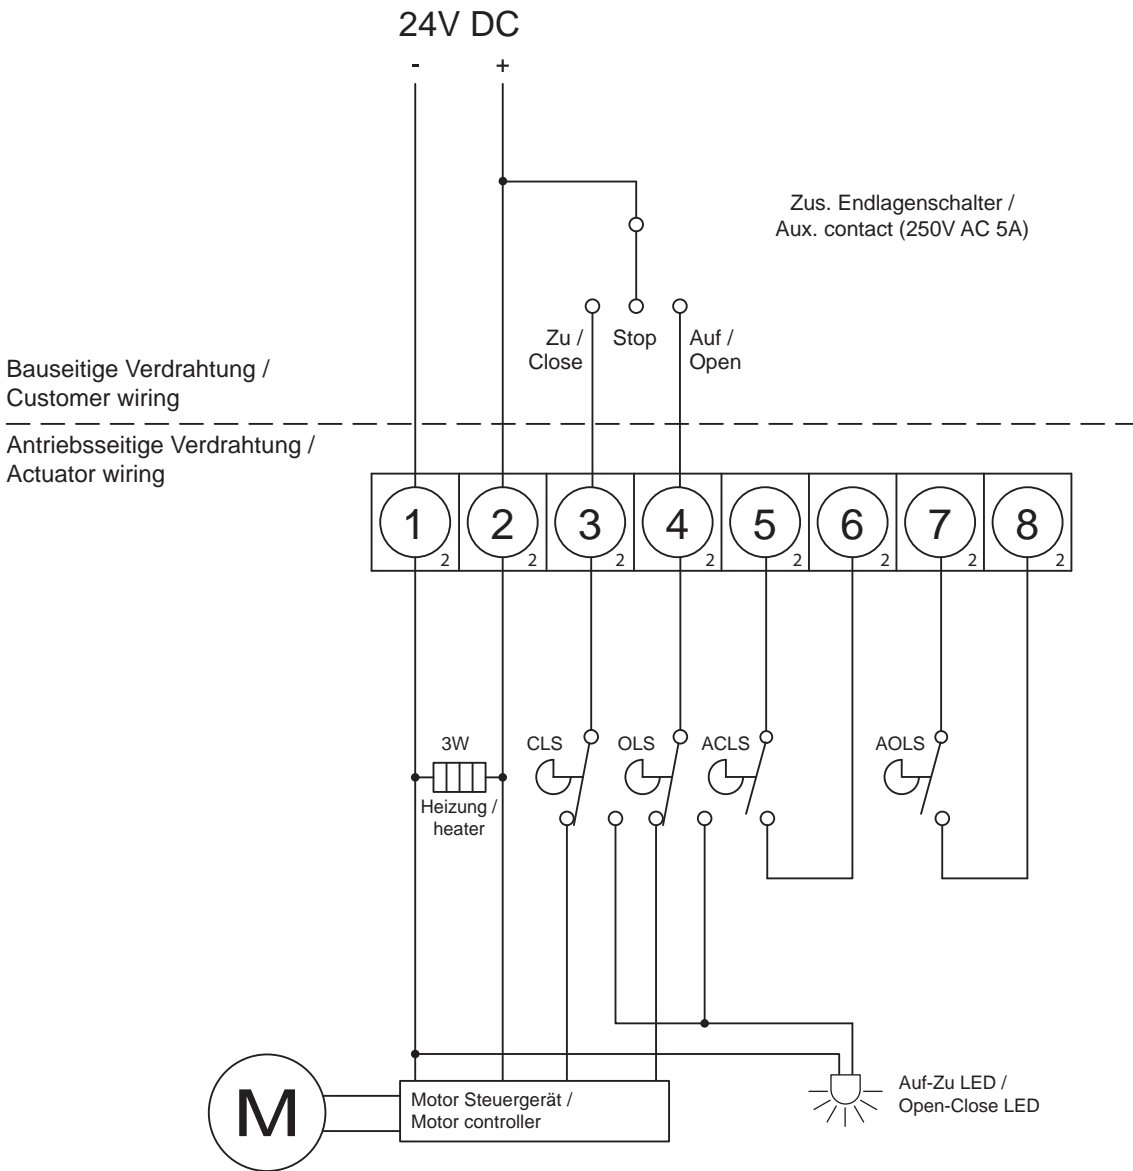 24V DC
- +
Zus. Endlagenschalter /
Aux. contact (250V AC 5A)
Zu /
Close
Stop
Auf /
Open
Bauseitige Verdrahtung /
Customer wiring
Antriebsseitige Verdrahtung /
Actuator wiring
1 2 3 4 5 6 7 8
2 2 2 2 2 2 2 2
3W
CLS
OLS
ACLS
AOLS
Heizung /
heater
M
Motor Steuergerät /
Motor controller
Auf-Zu LED /
Open-Close LED